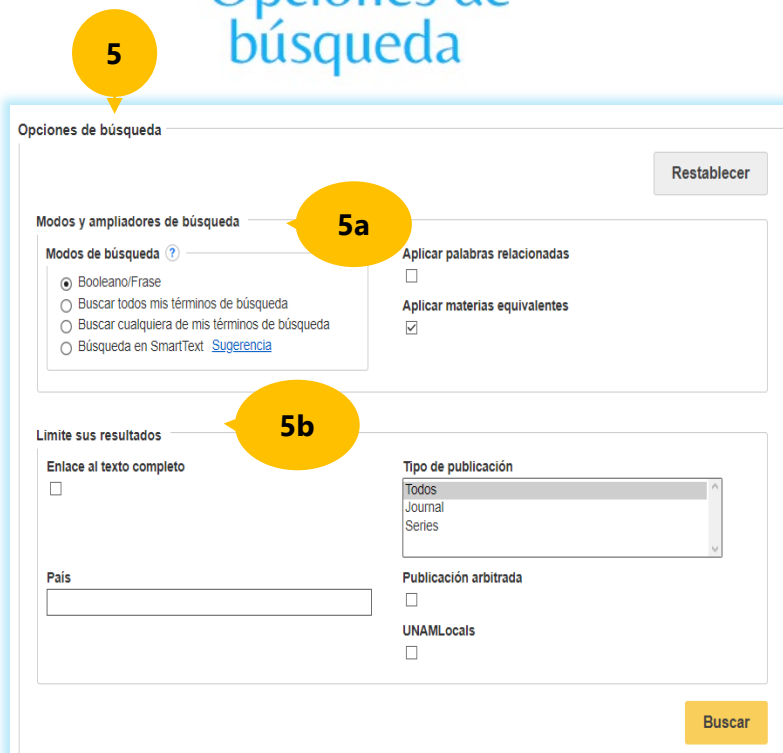 Opciones de
búsqueda
5
Opciones de búsqueda
Restablecer
Modos y ampliadores de búsqueda
5a
Modos de búsqueda ?
Booleano/Frase
Buscar todos mis términos de búsqueda
Buscar cualquiera de mis términos de búsqueda
Búsqueda en SmartText Sugerencia
Aplicar palabras relacionadas
Aplicar materias equivalentes
5b
Limite sus resultados
Enlace al texto completo
Tipo de publicación
Todos
Journal
Series
País
Publicación arbitrada
UNAMLocals
Buscar